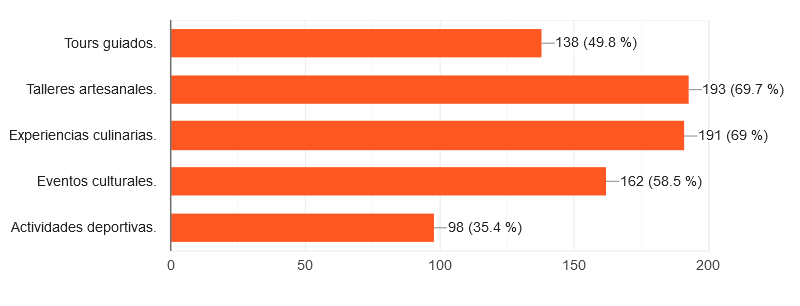 Tours guiados.
138 (49.8 %)
Talleres artesanales.
193 (69.7 %)
Experiencias culinarias.
191 (69 %)
Eventos culturales.
162 (58.5 %)
Actividades deportivas.
98 (35.4 %)
0 50 100 150 200